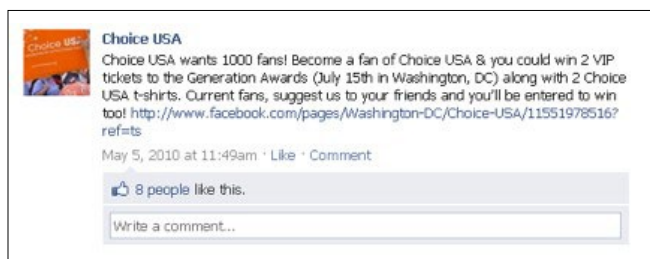 Choice US
Choice USA
Choice USA wants 1000 fans! Become a fan of Choice USA & you could win 2 VIP
tickets to the Generation Awards (July 15th in Washington, DC) along with 2 Choice
USA t-shirts. Current fans, suggest us to your friends and you'll be entered to win
too! http://www.facebook.com/pages/Washington-DC/Choice-USA/11551978516?
ref=ts
May 5, 2010 at 11:49am · Like · Comment
8 people like this.
Write a comment...